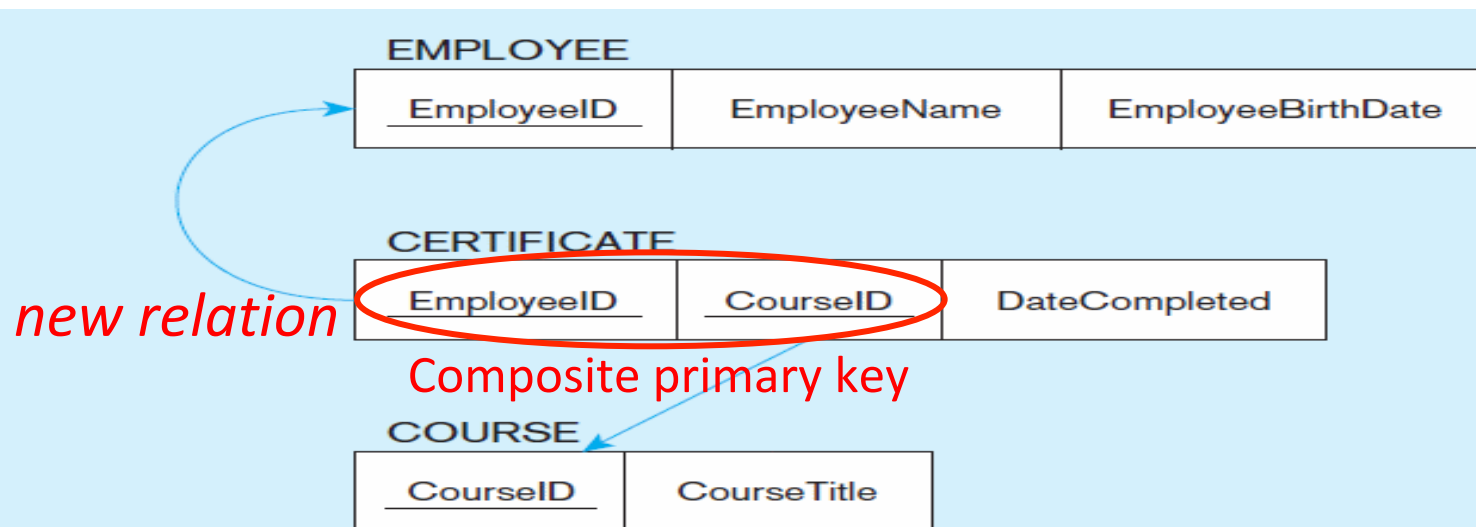 EMPLOYEE
EmployeeID EmployeeName EmployeeBirthDate
CERTIFICATE
new relation EmployeeID CourseID DateCompleted
Composite primary key
COURSE
CourseID CourseTitle